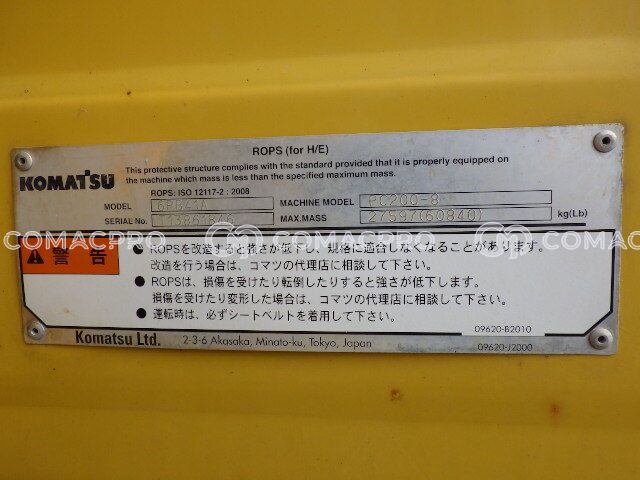 ROPS (for H/E)
This protective structure complies with the standard provided that it is properly equipped on
the machine which mass is less than the specified maximum mass.
KOMATSU
ROPS: ISO 12117-2 : 2008
MODEL
MACHINE MODEL PC200-8
SERIAL No.
MAX.MASS 27597(60840) kg(Lb)
COMACPRO COMACPRO COMACPRO
警告
●ROPSを改造すると強さが低下し、規格に適合しなくなることがあります。
改造を行う場合は、コマツの代理店に相談して下さい。
●ROPSは、損傷を受けたり転倒したりすると強さが低下します。
損傷を受けたり変形した場合は、コマツの代理店に相談して下さい。
●運転時は、必ずシートベルトを着用して下さい。
09620-B2010
Komatsu Ltd. 2-3-6 Akasaka, Minato-ku, Tokyo, Japan
09620-J2000